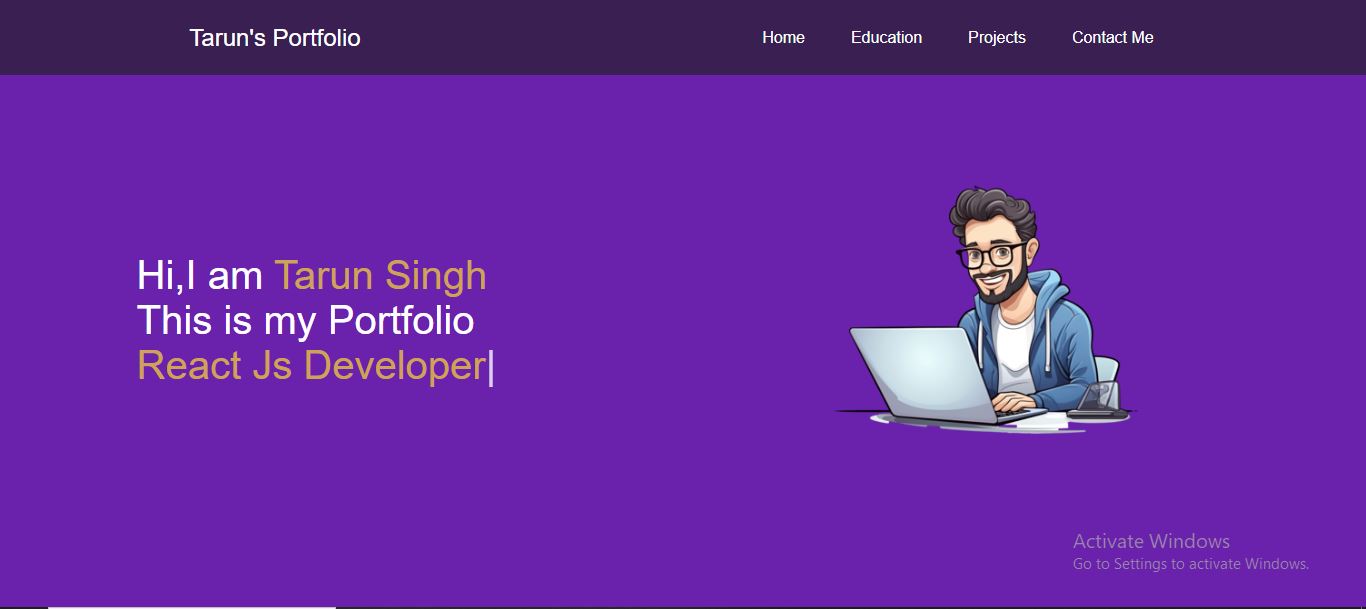 Tarun's Portfolio
Home Education Projects Contact Me
Hi,I am Tarun Singh
This is my Portfolio
React Js Developer|
Activate Windows
Go to Settings to activate Windows.